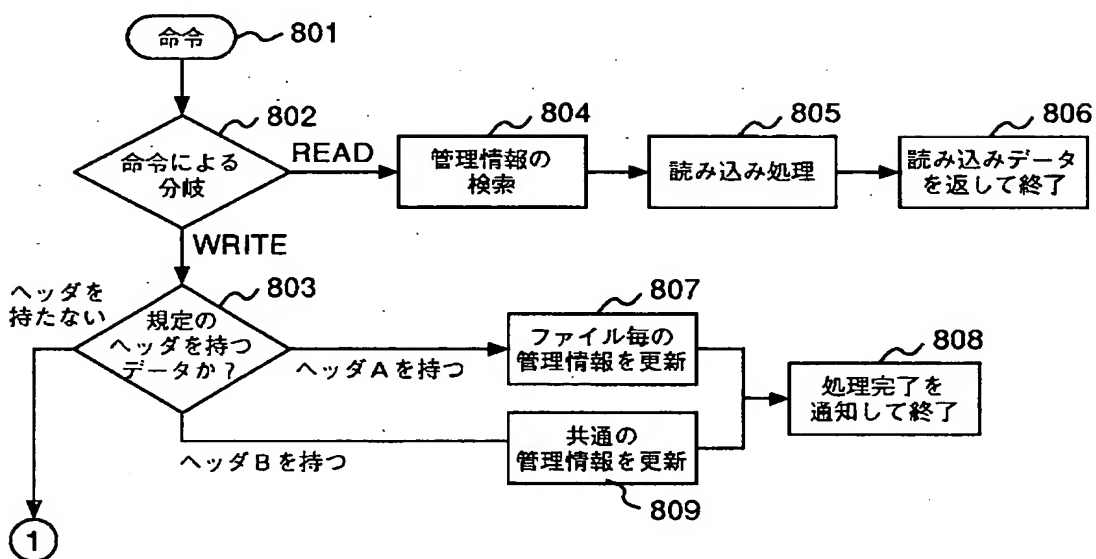 命令
801
802
命令による
分岐
READ
804
管理情報の
検索
805
読み込み処理
806
読み込みデータ
を返して終了
WRITE
803
ヘッダを
持たない
規定の
ヘッダを持つ
データか？
ヘッダAを持つ
807
ファイル毎の
管理情報を更新
808
処理完了を
通知して終了
ヘッダBを持つ
共通の
管理情報を更新
809
1